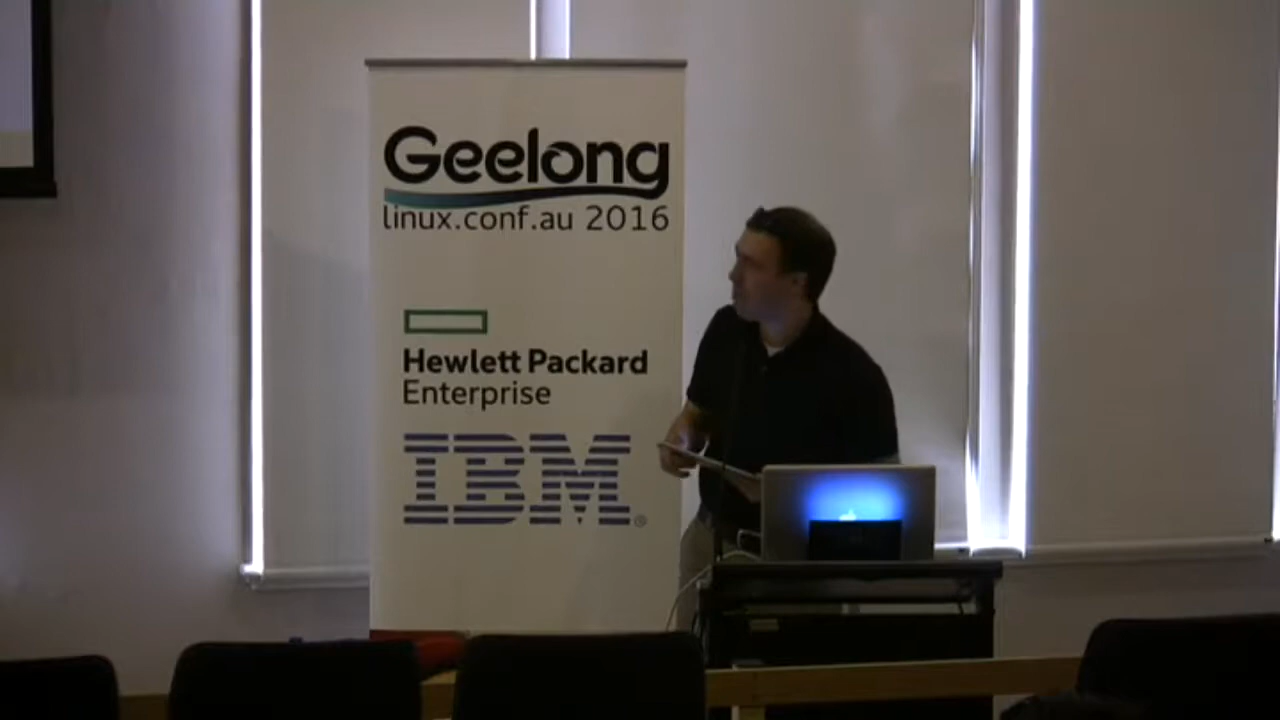 Geelong
linux.conf.au 2016
Hewlett Packard
Enterprise
IBM®